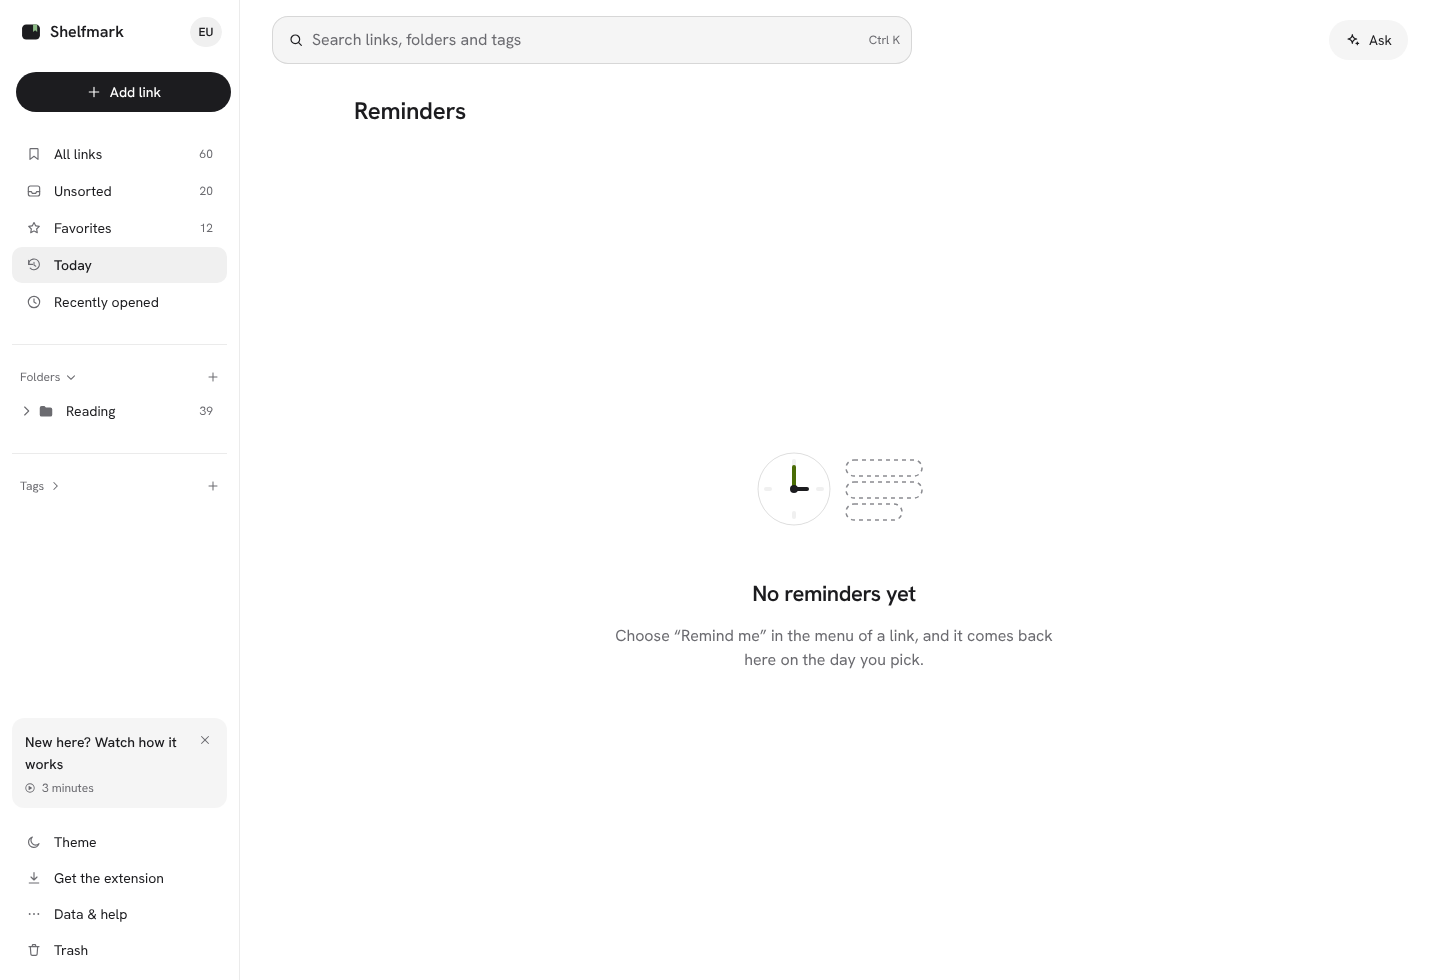 Shelfmark
EU
Add link
All links 60
Unsorted 20
Favorites 12
Today
Recently opened
Folders
Reading 39
Tags
New here? Watch how it
works
3 minutes
Theme
Get the extension
Data & help
Trash
Search links, folders and tags Ctrl K
Ask
Reminders
No reminders yet
Choose “Remind me” in the menu of a link, and it comes back
here on the day you pick.